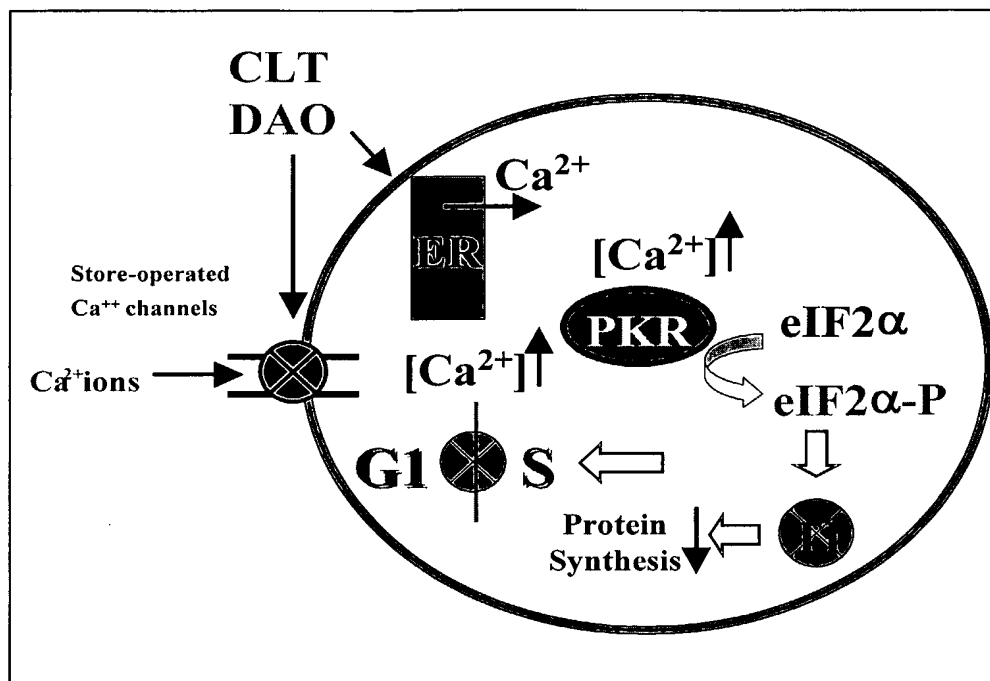 CLT
DAO
Ca²⁺
ER
[Ca²⁺]
Store-operated
Ca⁺⁺ channels
PKR
eIF2α
Ca²⁺ions
[Ca²⁺]
eIF2α-P
G1
S
Protein
Synthesis